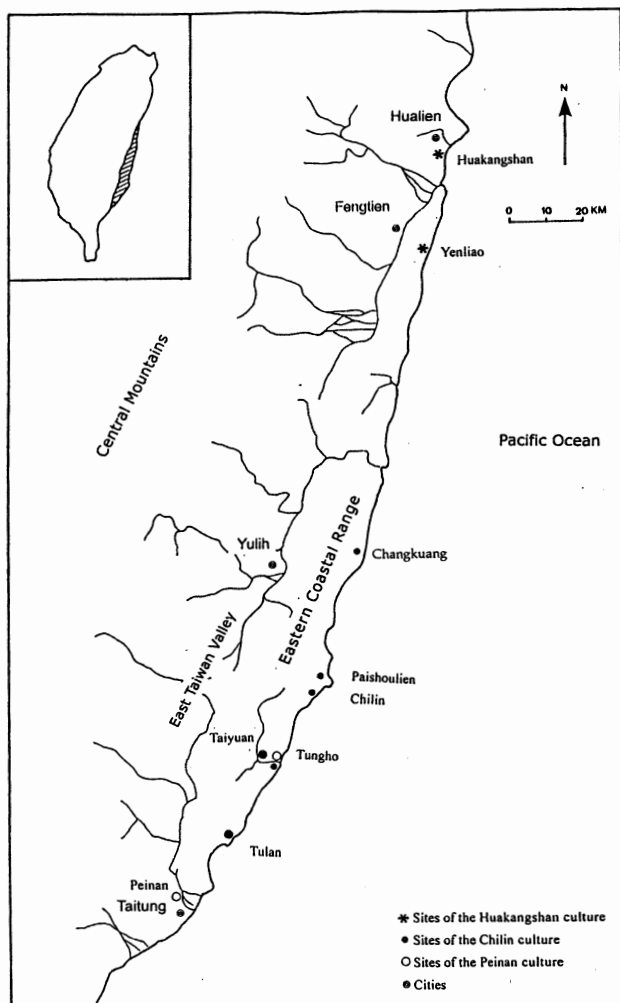 N
0 10 20 KM
Hualien
Huakangshan
Fengtien
Yenliao
Central Mountains
Pacific Ocean
Yulih
Changkuang
Eastern Coastal Range
East Taiwan Valley
Paishoulien
Chilin
Taiyuan
Tungho
Tulan
Peinan
Taitung
Sites of the Huakangshan culture
Sites of the Chilin culture
Sites of the Peinan culture
Cities